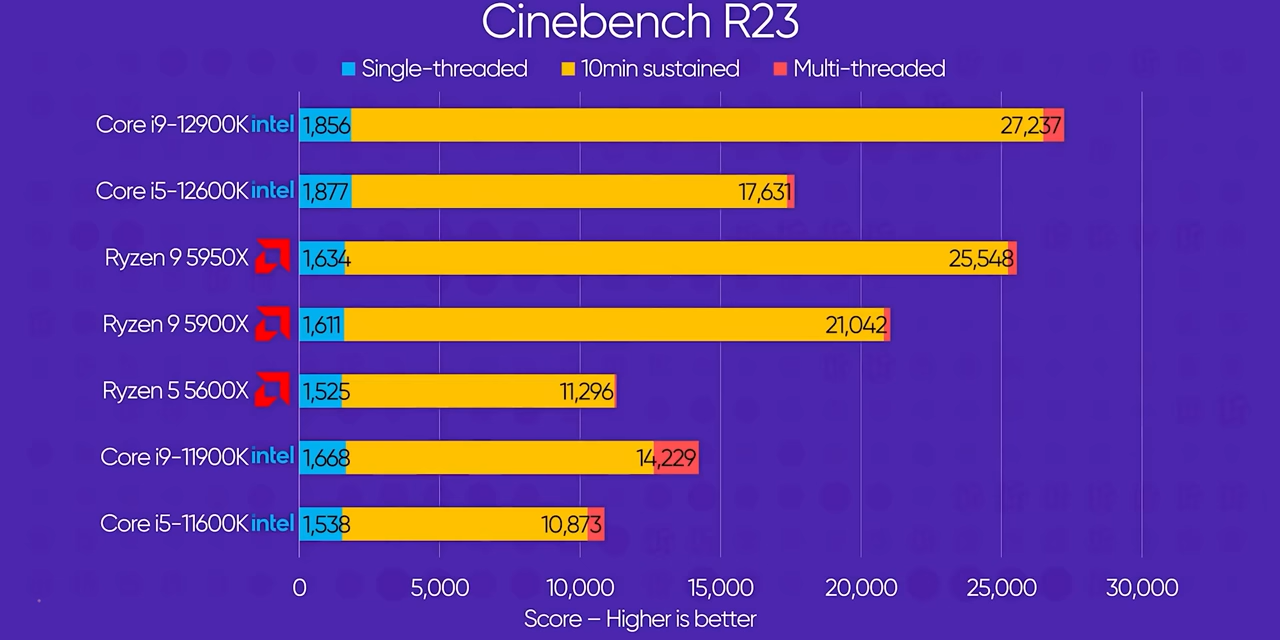 Cinebench R23
Single-threaded 10min sustained Multi-threaded
Core i9-12900K intel 1,856 27,237
Core i5-12600K intel 1,877 17,631
Ryzen 9 5950X 1,634 25,548
Ryzen 9 5900X 1,611 21,042
Ryzen 5 5600X 1,525 11,296
Core i9-11900K intel 1,668 14,229
Core i5-11600K intel 1,538 10,873
0 5,000 10,000 15,000 20,000 25,000 30,000
Score – Higher is better